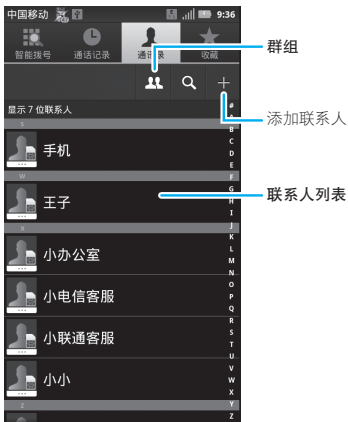 中国移动 9:36
智能拨号 通话记录 通讯录 收藏
群组
添加联系人
显示 7 位联系人
S
手机
W
王子
联系人列表
X
小办公室
小电信客服
小联通客服
小小
Z
#
A
B
C
D
E
F
G
H
I
J
K
L
M
N
O
P
Q
R
S
T
U
V
W
X
Y
Z